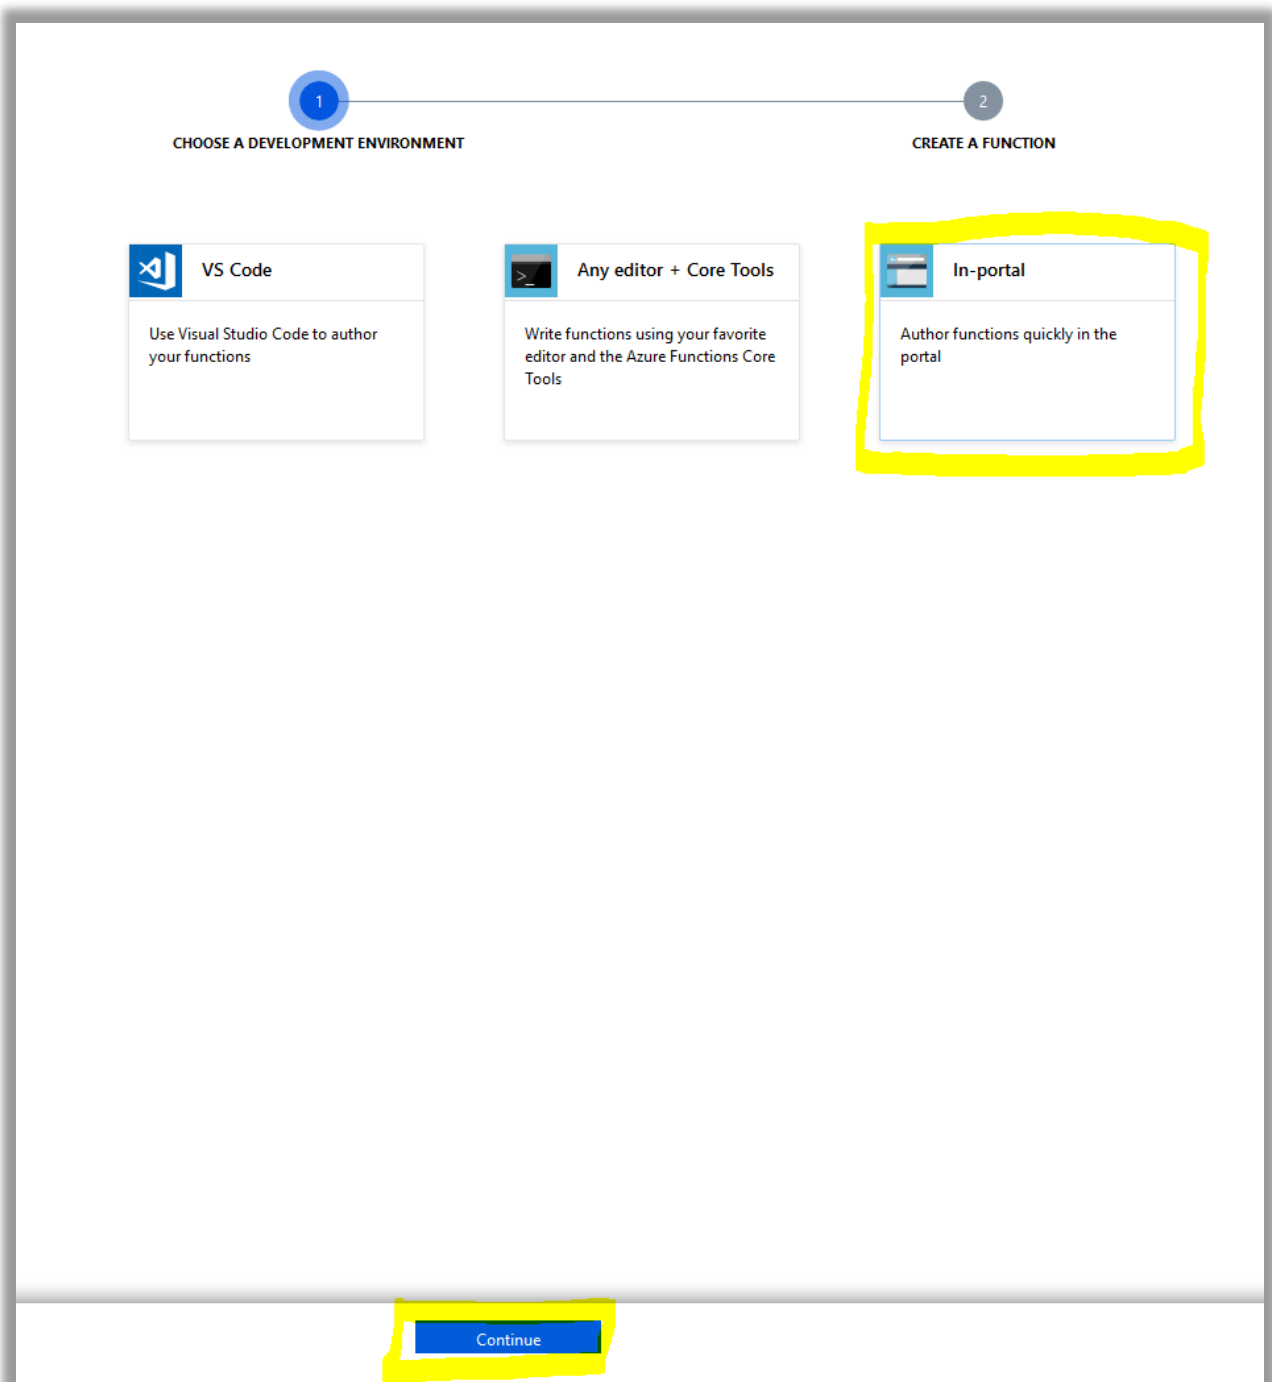 1
2
CHOOSE A DEVELOPMENT ENVIRONMENT
CREATE A FUNCTION
VS Code
Use Visual Studio Code to author
your functions
>_
Any editor + Core Tools
Write functions using your favorite
editor and the Azure Functions Core
Tools
In-portal
Author functions quickly in the
portal
Continue